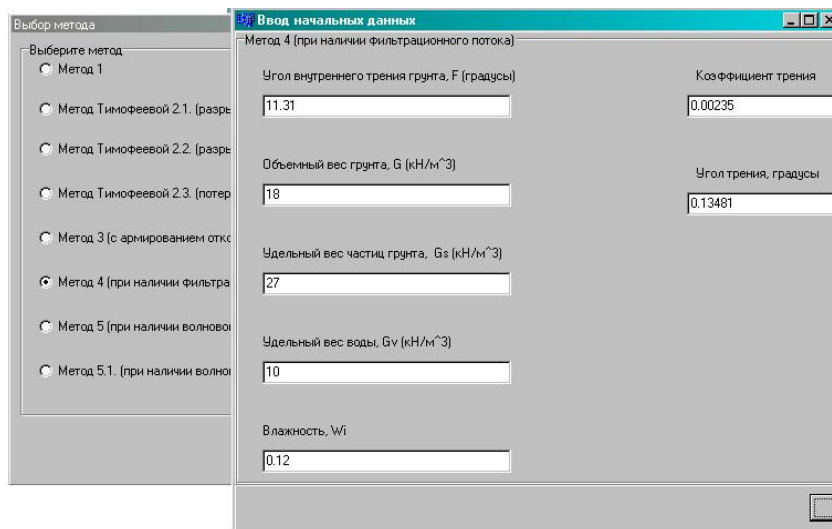 Выбор метода
Выберите метод
Метод 1
Метод Тимофеевой 2.1. (разры
Метод Тимофеевой 2.2. (разры
Метод Тимофеевой 2.3. (потер
Метод 3 (с армированием отко
Метод 4 (при наличии фильтра
Метод 5 (при наличии волново
Метод 5.1. (при наличии волно
Ввод начальных данных
Метод 4 (при наличии фильтрационного потока)
Угол внутреннего трения грунта, F (градусы)
11.31
Объемный вес грунта, G (кН/м^3)
18
Удельный вес частиц грунта, Gs (кН/м^3)
27
Удельный вес воды, Gv (кН/м^3)
10
Влажность, Wi
0.12
Коэффициент трения
0.00235
Угол трения, градусы
0.13481